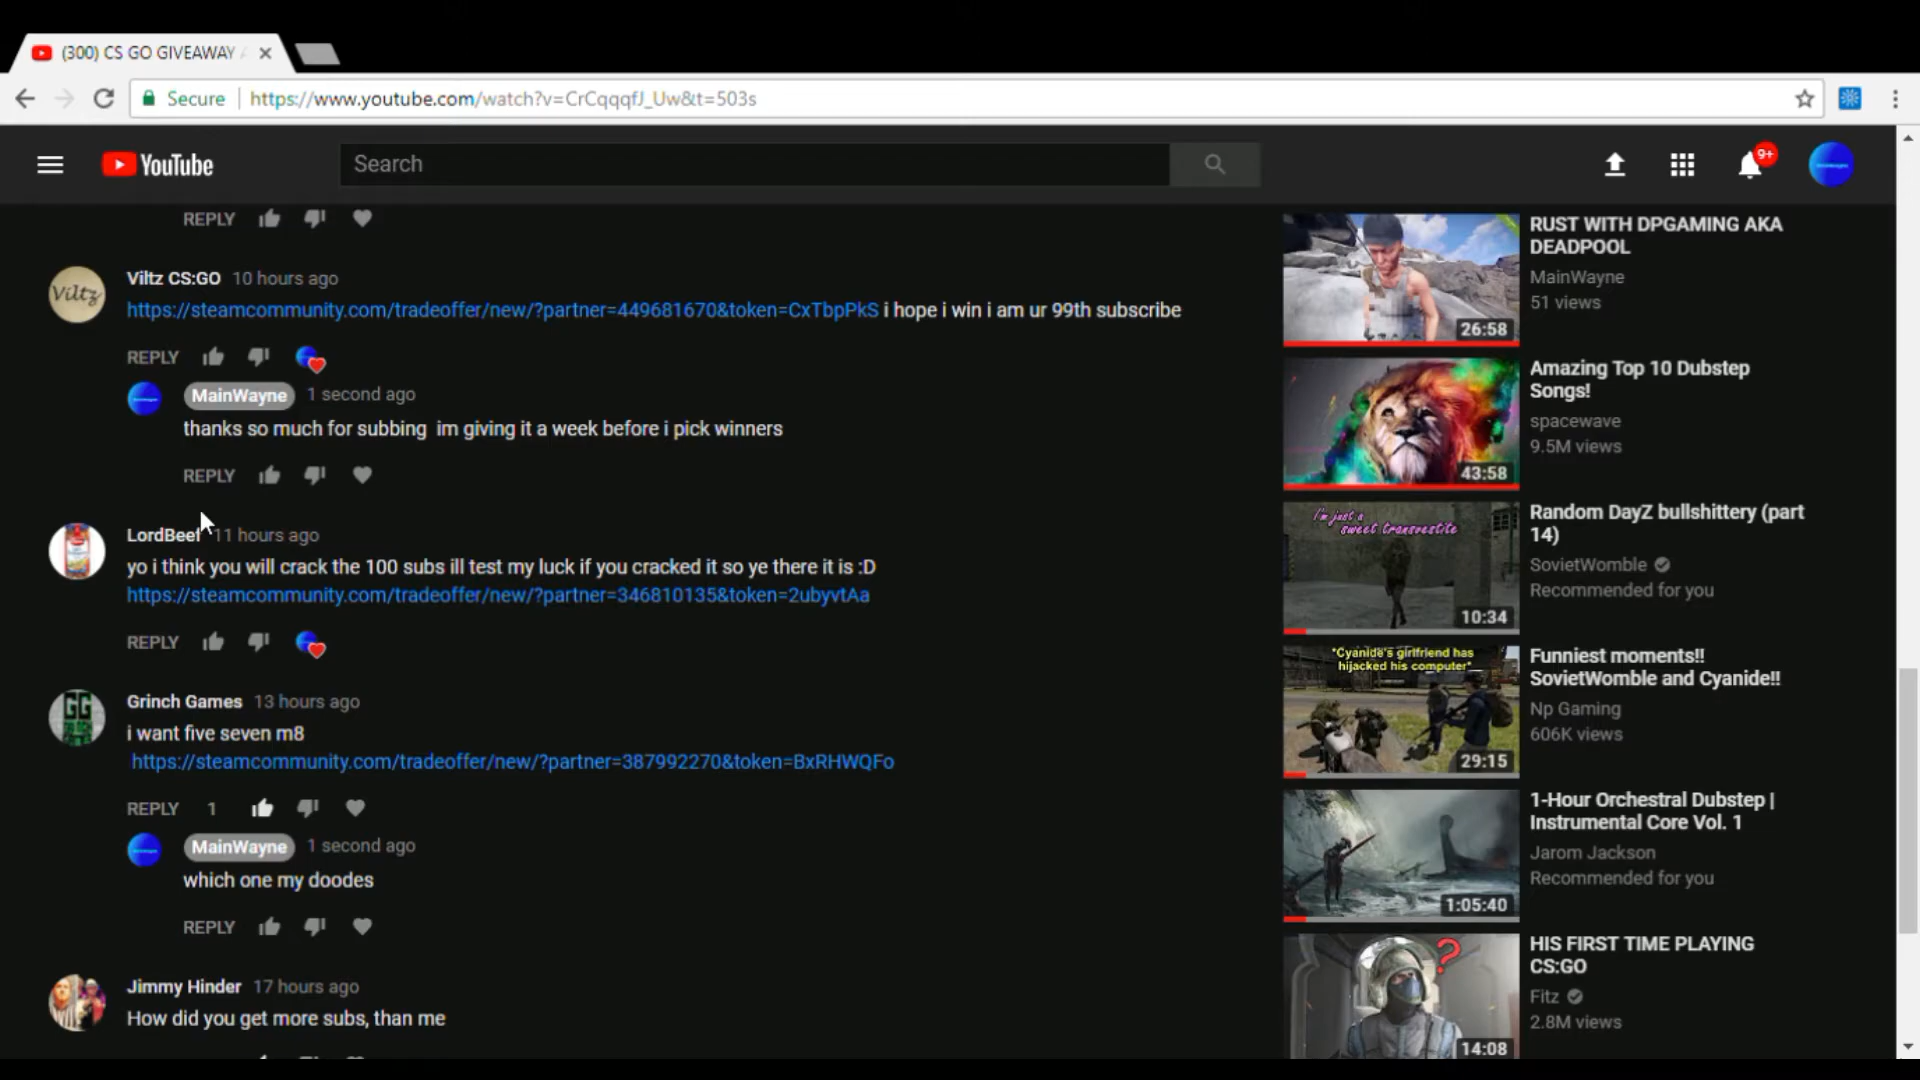 (300) CS GO GIVEAWAY
Secure
https://www.youtube.com/watch?v=CrCqqqfJ_Uw&t=503s
YouTube
Search
9+
REPLY
Viltz
Viltz CS:GO 10 hours ago
https://steamcommunity.com/tradeoffer/new/?partner=449681670&token=CxTbpPkS i hope i win i am ur 99th subscribe
REPLY
MainWayne 1 second ago
thanks so much for subbing im giving it a week before i pick winners
REPLY
LordBeef 11 hours ago
yo i think you will crack the 100 subs ill test my luck if you cracked it so ye there it is :D
https://steamcommunity.com/tradeoffer/new/?partner=346810135&token=2ubyvtAa
REPLY
GG
Grinch Games 13 hours ago
i want five seven m8
https://steamcommunity.com/tradeoffer/new/?partner=387992270&token=BxRHWQFo
REPLY 1
MainWayne 1 second ago
which one my doodes
REPLY
Jimmy Hinder 17 hours ago
How did you get more subs, than me
26:58
RUST WITH DPGAMING AKA
DEADPOOL
MainWayne
51 views
43:58
Amazing Top 10 Dubstep
Songs!
spacewave
9.5M views
I'm just a
sweet transvestite
10:34
Random DayZ bullshittery (part
14)
SovietWomble
Recommended for you
*Cyanide's girlfriend has
hijacked his computer*
29:15
Funniest moments!!
SovietWomble and Cyanide!!
Np Gaming
606K views
1:05:40
1-Hour Orchestral Dubstep |
Instrumental Core Vol. 1
Jarom Jackson
Recommended for you
?
14:08
HIS FIRST TIME PLAYING
CS:GO
Fitz
2.8M views